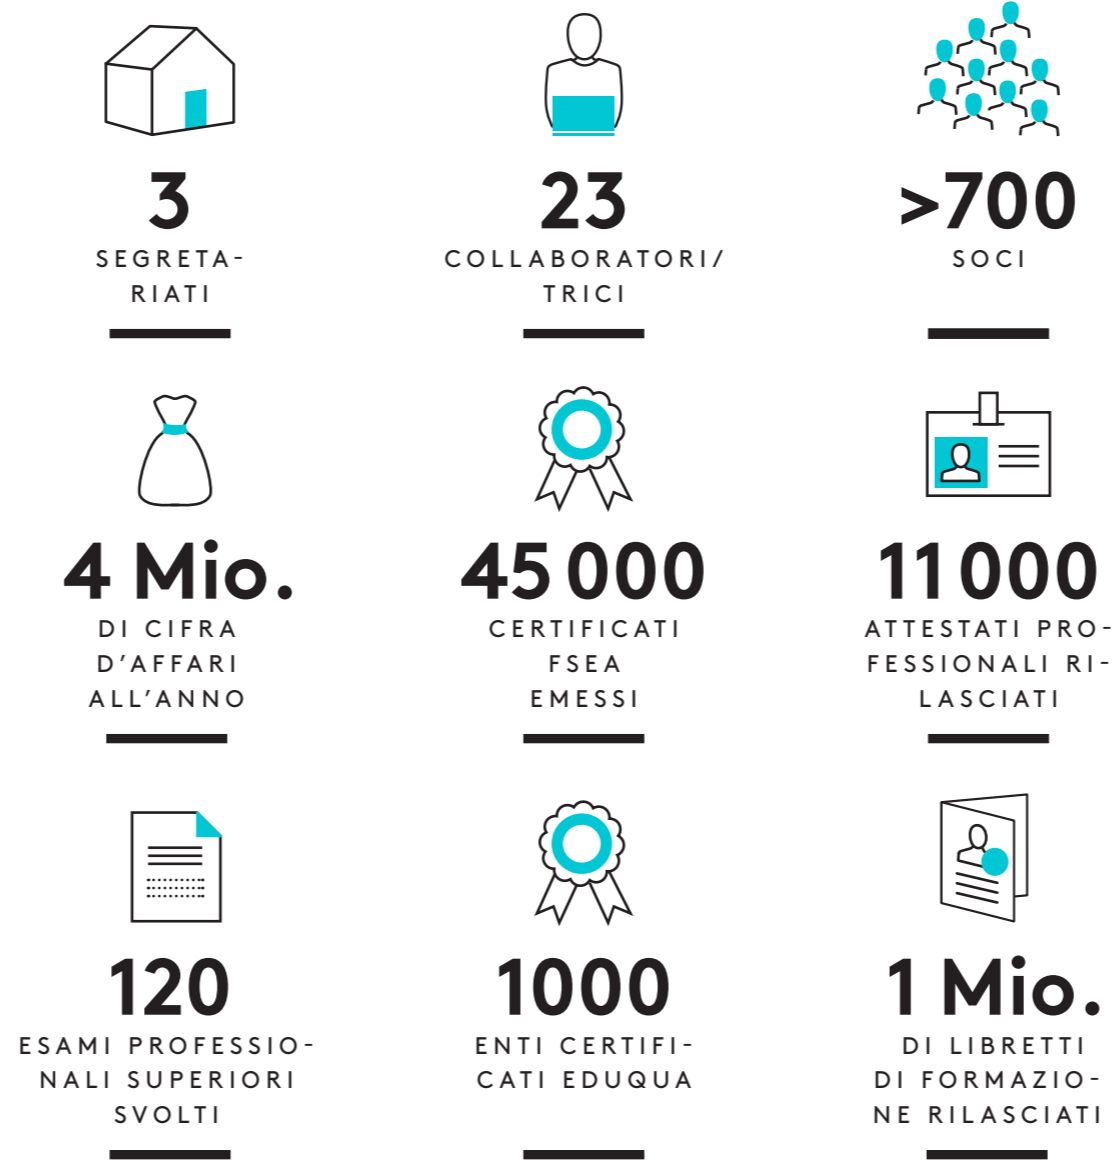 3
SEGRETA-
RIATI
23
COLLABORATORI/
TRICI
>700
SOCI
4 Mio.
DI CIFRA
D’AFFARI
ALL’ANNO
45 000
CERTIFICATI
FSEA
EMESSI
11 000
ATTESTATI PRO-
FESSIONALI RI-
LASCIATI
120
ESAMI PROFESSIO-
NALI SUPERIORI
SVOLTI
1000
ENTI CERTIFI-
CATI EDUQUA
1 Mio.
DI LIBRETTI
DI FORMAZIO-
NE RILASCIATI